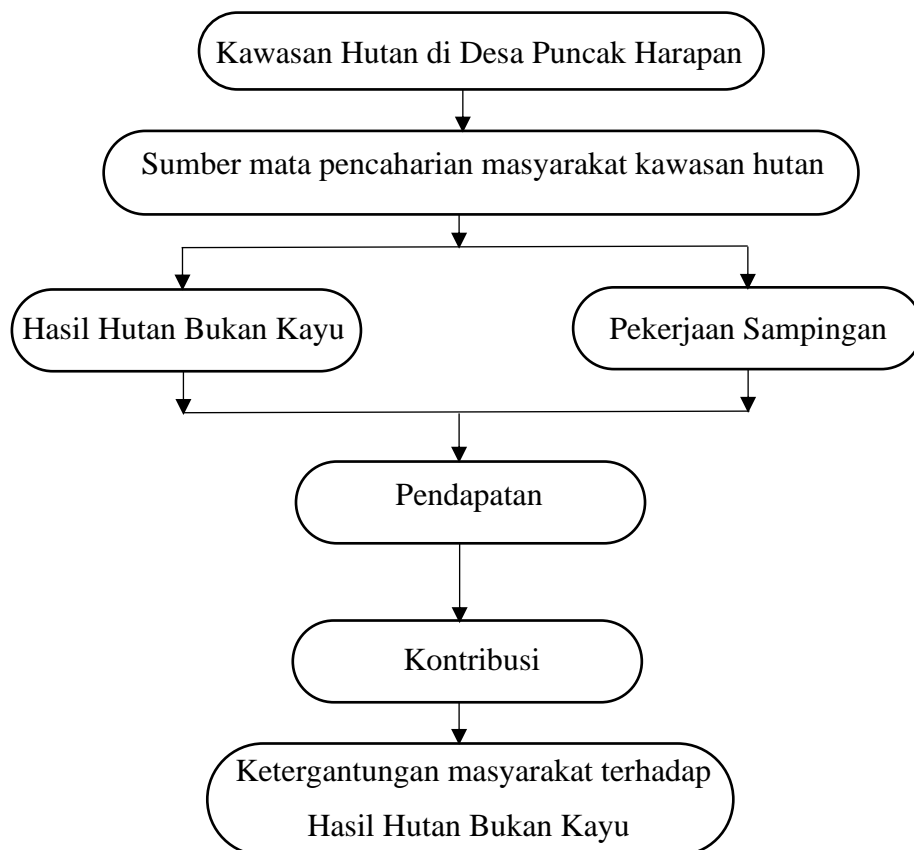 Kawasan Hutan di Desa Puncak Harapan
Sumber mata pencaharian masyarakat kawasan hutan
Hasil Hutan Bukan Kayu
Pekerjaan Sampingan
Pendapatan
Kontribusi
Ketergantungan masyarakat terhadap
Hasil Hutan Bukan Kayu